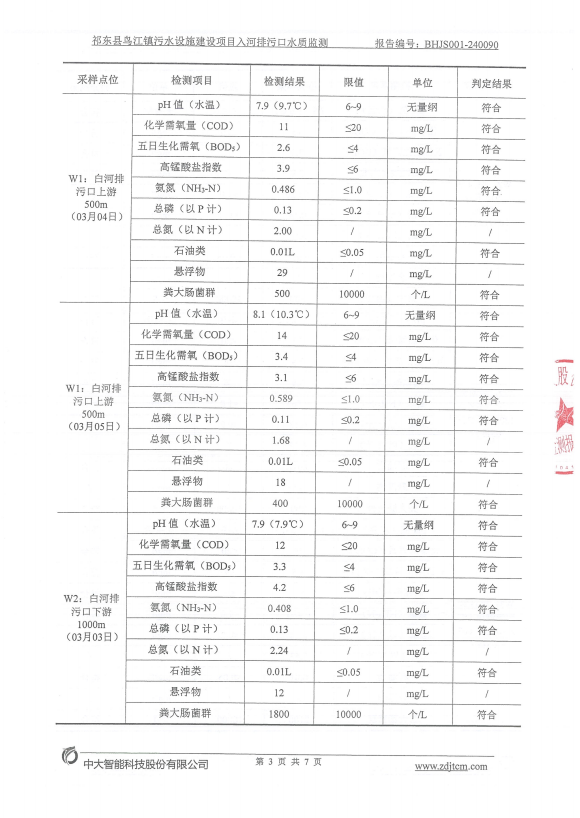 祁东县鸟江镇污水设施建设项目入河排污口水质监测 报告编号：BHJS001-240090
采样点位 检测项目 检测结果 限值 单位 判定结果
W1：白河排污口上游500m（03月04日）
pH 值（水温） 7.9（9.7℃） 6~9 无量纲 符合
化学需氧量（COD） 11 ≤20 mg/L 符合
五日生化需氧（BOD₅） 2.6 ≤4 mg/L 符合
高锰酸盐指数 3.9 ≤6 mg/L 符合
氨氮（NH₃-N） 0.486 ≤1.0 mg/L 符合
总磷（以 P 计） 0.13 ≤0.2 mg/L 符合
总氮（以 N 计） 2.00 / mg/L /
石油类 0.01L ≤0.05 mg/L 符合
悬浮物 29 / mg/L /
粪大肠菌群 500 10000 个/L 符合
W1：白河排污口上游500m（03月05日）
pH 值（水温） 8.1（10.3℃） 6~9 无量纲 符合
化学需氧量（COD） 14 ≤20 mg/L 符合
五日生化需氧（BOD₅） 3.4 ≤4 mg/L 符合
高锰酸盐指数 3.1 ≤6 mg/L 符合
氨氮（NH₃-N） 0.589 ≤1.0 mg/L 符合
总磷（以 P 计） 0.11 ≤0.2 mg/L 符合
总氮（以 N 计） 1.68 / mg/L /
石油类 0.01L ≤0.05 mg/L 符合
悬浮物 18 / mg/L /
粪大肠菌群 400 10000 个/L 符合
W2：白河排污口下游1000m（03月03日）
pH 值（水温） 7.9（7.9℃） 6~9 无量纲 符合
化学需氧量（COD） 12 ≤20 mg/L 符合
五日生化需氧（BOD₅） 3.3 ≤4 mg/L 符合
高锰酸盐指数 4.2 ≤6 mg/L 符合
氨氮（NH₃-N） 0.408 ≤1.0 mg/L 符合
总磷（以 P 计） 0.13 ≤0.2 mg/L 符合
总氮（以 N 计） 2.24 / mg/L /
石油类 0.01L ≤0.05 mg/L 符合
悬浮物 12 / mg/L /
粪大肠菌群 1800 10000 个/L 符合
股
中大智能科技股份有限公司 第 3 页 共 7 页 www.zdjtcm.com